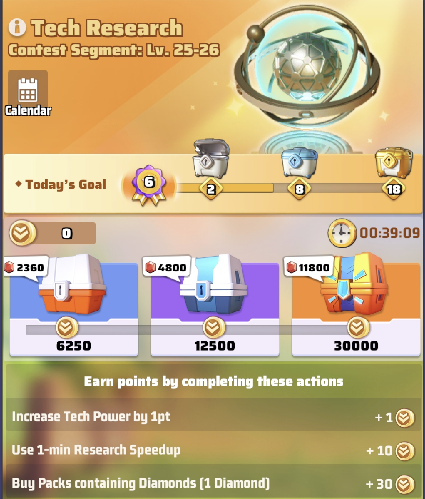 Tech Research
Contest Segment: Lv. 25-26
Calendar
Today's Goal
6
2
8
18
0
00:39:09
2360
4800
11800
6250
12500
30000
Earn points by completing these actions
Increase Tech Power by 1pt +1
Use 1-min Research Speedup +10
Buy Packs containing Diamonds (1 Diamond) +30